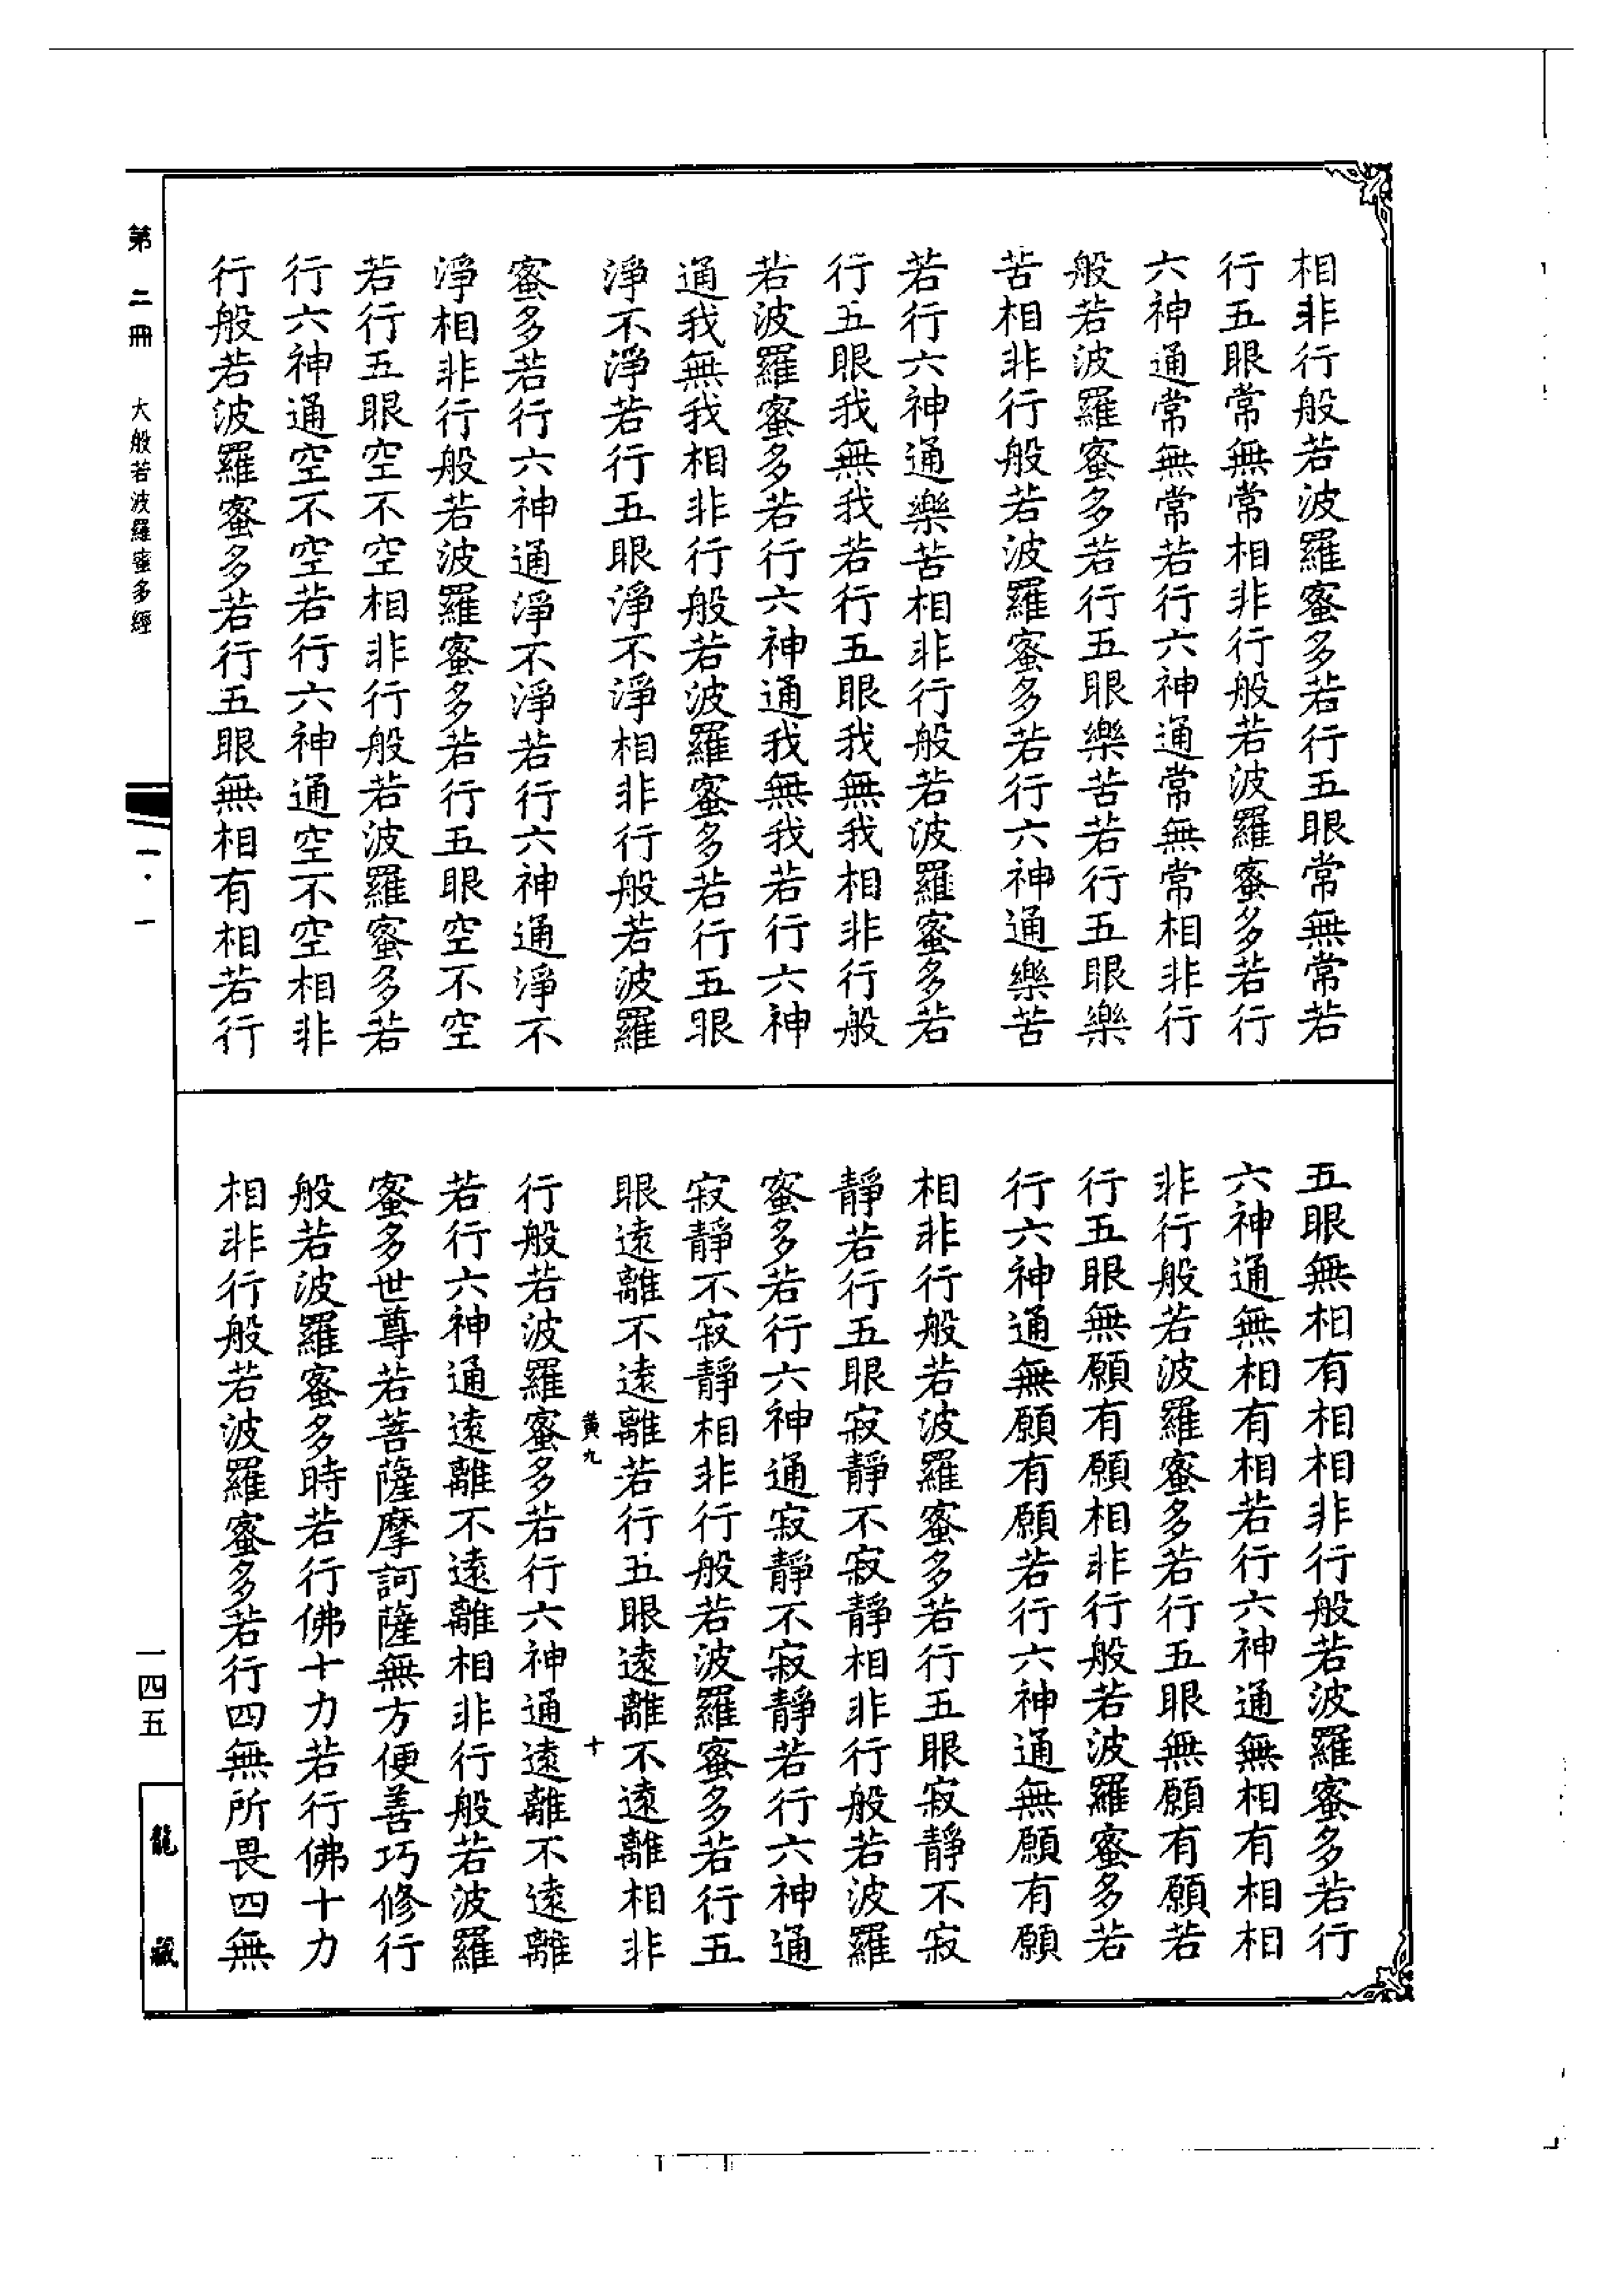 相非行般若波羅蜜多若行五眼常無常若
行五眼常無常相非行般若波羅蜜多若行
六神通常無常若行六神通常無常相非行
般若波羅蜜多若行五眼樂苦若行五眼樂
苦相非行般若波羅蜜多若行六神通樂苦
若行六神通樂苦相非行般若波羅蜜多若
行五眼我無我若行五眼我無我相非行般
若波羅蜜多若行六神通我無我若行六神
通我無我相非行般若波羅蜜多若行五眼
淨不淨若行五眼淨不淨相非行般若波羅
蜜多若行六神通淨不淨若行六神通淨不
淨相非行般若波羅蜜多若行五眼空不空
若行五眼空不空相非行般若波羅蜜多若
行六神通空不空若行六神通空不空相非
行般若波羅蜜多若行五眼無相有相若行
五眼無相有相相非行般若波羅蜜多若行
六神通無相有相若行六神通無相有相相
非行般若波羅蜜多若行五眼無願有願若
行五眼無願有願相非行般若波羅蜜多若
行六神通無願有願若行六神通無願有願
相非行般若波羅蜜多若行五眼寂靜不寂
靜若行五眼寂靜不寂靜相非行般若波羅
蜜多若行六神通寂靜不寂靜若行六神通
寂靜不寂靜相非行般若波羅蜜多若行五
眼遠離不遠離若行五眼遠離不遠離相非
黃九 十
行般若波羅蜜多若行六神通遠離不遠離
若行六神通遠離不遠離相非行般若波羅
蜜多世尊若菩薩摩訶薩無方便善巧修行
般若波羅蜜多時若行佛十力若行佛十力
相非行般若波羅蜜多若行四無所畏四無
第二冊 大般若波羅蜜多經
一·一
一四五
龍藏